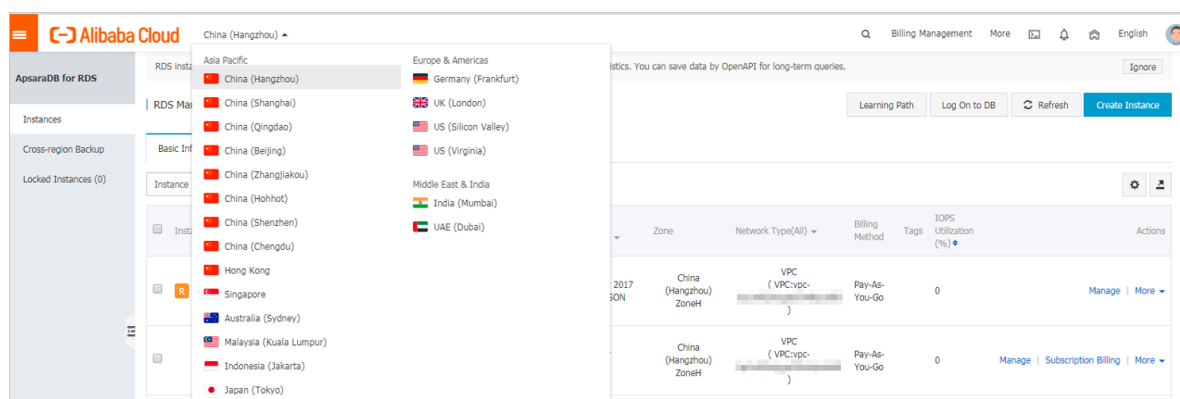 Alibaba Cloud
China (Hangzhou)
Billing Management
More
English
ApsaraDB for RDS
Instances
Cross-region Backup
Locked Instances (0)
RDS insta
istics. You can save data by OpenAPI for long-term queries.
Ignore
RDS Ma
Learning Path
Log On to DB
Refresh
Create Instance
Basic Inf
Instance
Asia Pacific
China (Hangzhou)
China (Shanghai)
China (Qingdao)
China (Beijing)
China (Zhangjiakou)
China (Hohhot)
China (Shenzhen)
China (Chengdu)
Hong Kong
Singapore
Australia (Sydney)
Malaysia (Kuala Lumpur)
Indonesia (Jakarta)
Japan (Tokyo)
Europe & Americas
Germany (Frankfurt)
UK (London)
US (Silicon Valley)
US (Virginia)
Middle East & India
India (Mumbai)
UAE (Dubai)
Insta
Zone
Network Type(All)
Billing
Method
Tags
IOPS
Utilization
(%)
Actions
R
2017
SON
China
(Hangzhou)
ZoneH
VPC
( VPC:vpc-
)
Pay-As-
You-Go
0
Manage | More
China
(Hangzhou)
ZoneH
VPC
( VPC:vpc-
)
Pay-As-
You-Go
0
Manage | Subscription Billing | More